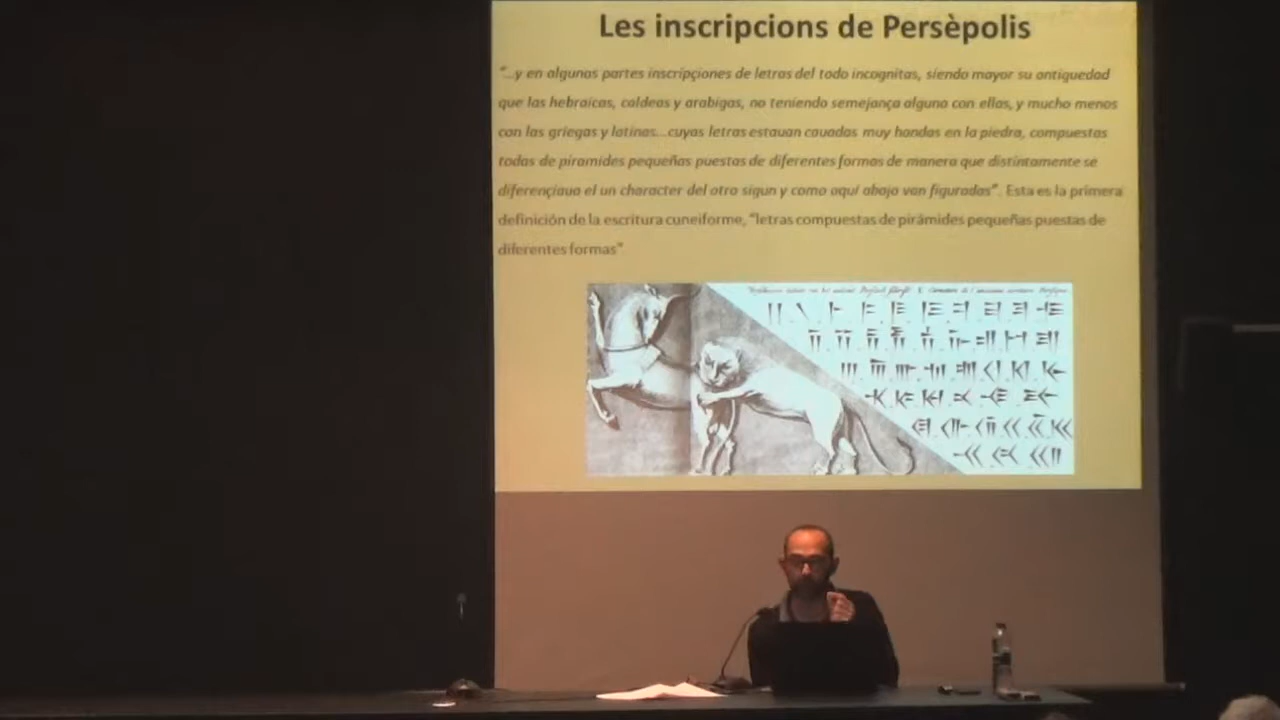 Les inscripcions de Persèpolis
“...y en algunas partes inscripçiones de letras del todo incognitas, siendo mayor su antiguedad
que las hebraicas, caldeas y arabigas, no teniendo semejança alguna con ellas, y mucho menos
con las griegas y latinas...cuyas letras estauan cauadas muy hondas en la piedra, compuestas
todas de piramides pequeñas puestas de diferentes formas de manera que distintamente se
diferençiaua el un character del otro sigun y como aquí abajo van figuradas”. Esta es la primera
definición de la escritura cuneiforme, “letras compuestas de pirámides pequeñas puestas de
diferentes formas”